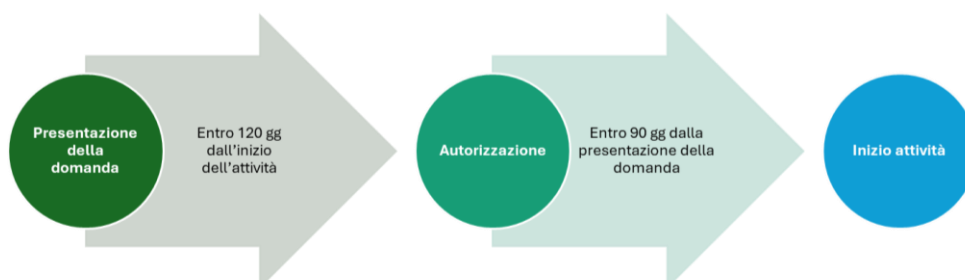 Presentazione
della
domanda
Entro 120 gg
dall'inizio
dell'attività
Autorizzazione
Entro 90 gg dalla
presentazione della
domanda
Inizio attività